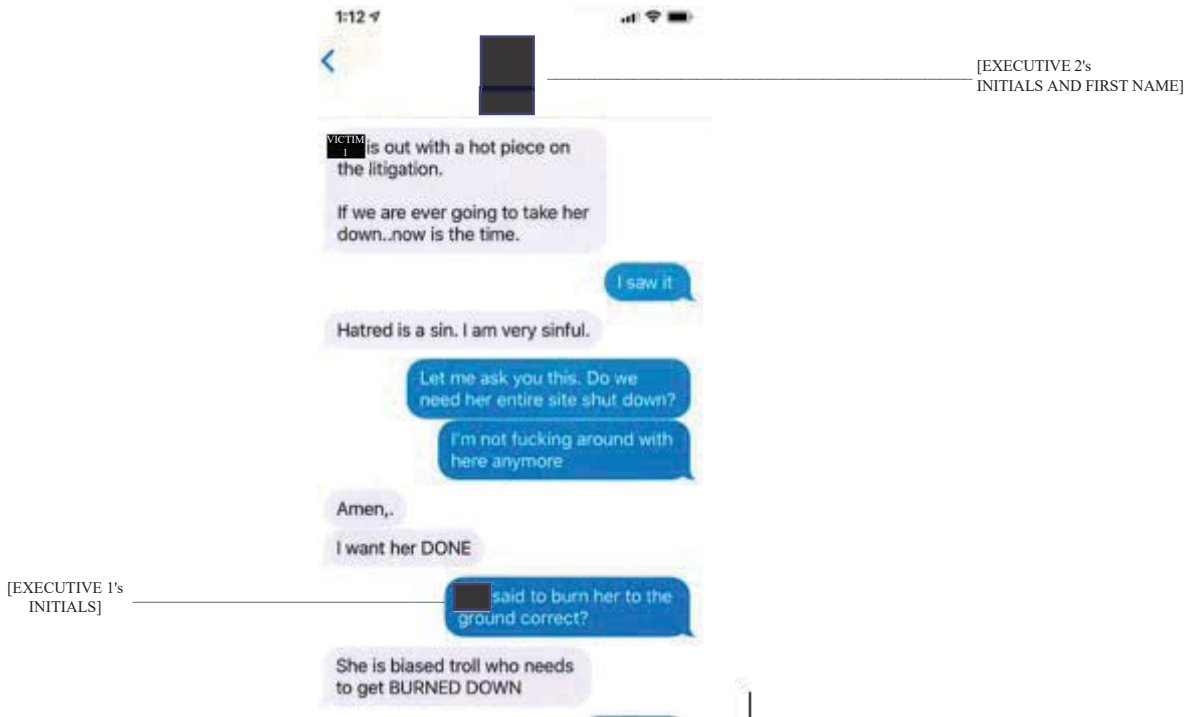 1:12
[EXECUTIVE 2's
INITIALS AND FIRST NAME]
VICTIM
1
is out with a hot piece on
the litigation.
If we are ever going to take her
down..now is the time.
I saw it
Hatred is a sin. I am very sinful.
Let me ask you this. Do we
need her entire site shut down?
I'm not fucking around with
here anymore
Amen,.
I want her DONE
[EXECUTIVE 1's
INITIALS]
said to burn her to the
ground correct?
She is biased troll who needs
to get BURNED DOWN